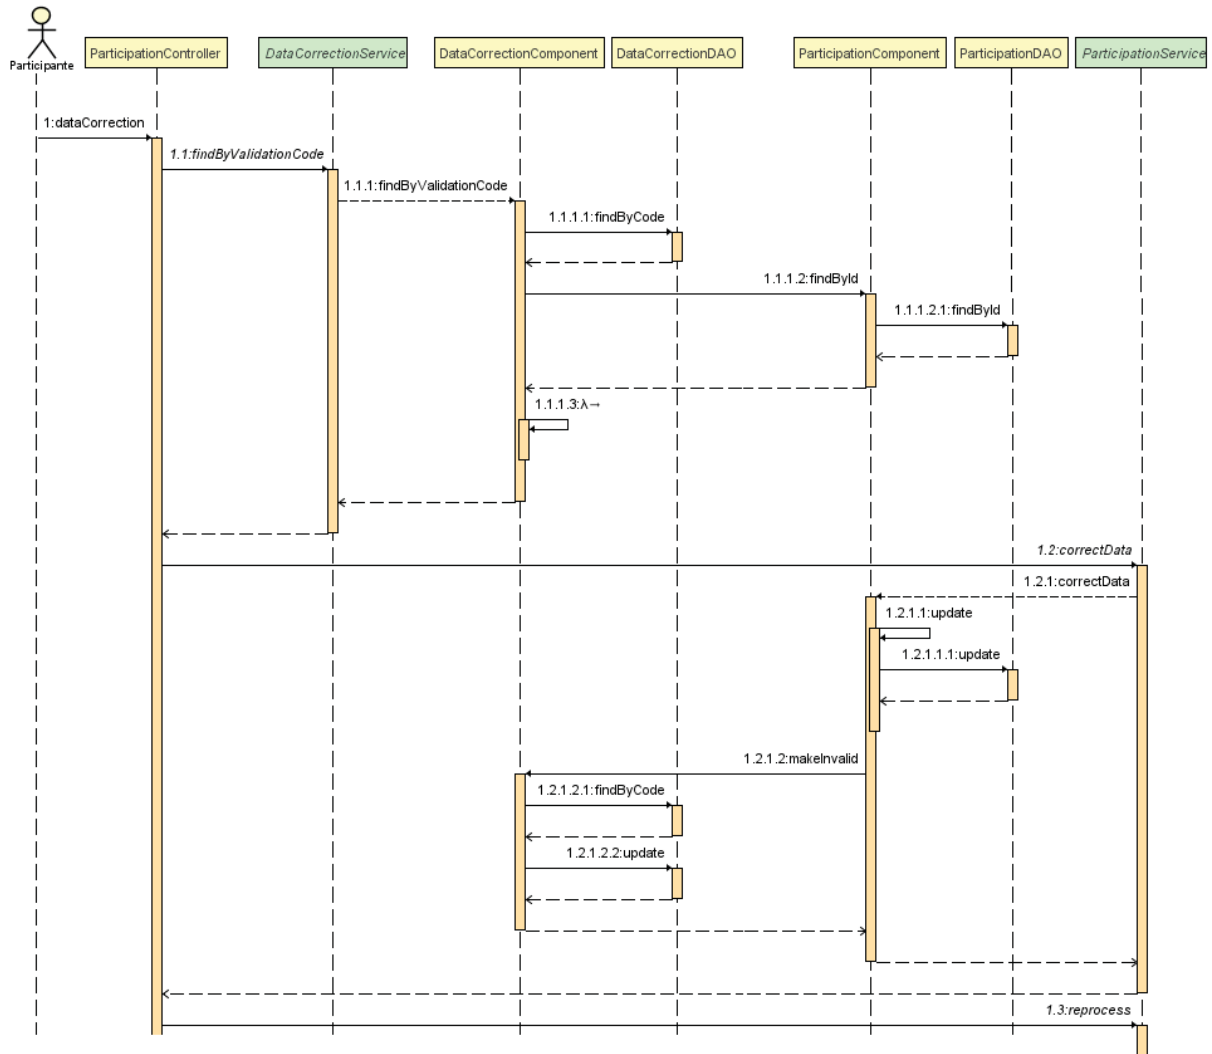 Participante
ParticipationController
DataCorrectionService
DataCorrectionComponent
DataCorrectionDAO
ParticipationComponent
ParticipationDAO
ParticipationService
1:dataCorrection
1.1:findByValidationCode
1.1.1:findByValidationCode
1.1.1.1:findByCode
1.1.1.2:findById
1.1.1.2.1:findById
1.1.1.3:λ→
1.2:correctData
1.2.1:correctData
1.2.1.1:update
1.2.1.1.1:update
1.2.1.2:makeInvalid
1.2.1.2.1:findByCode
1.2.1.2.2:update
1.3:reprocess